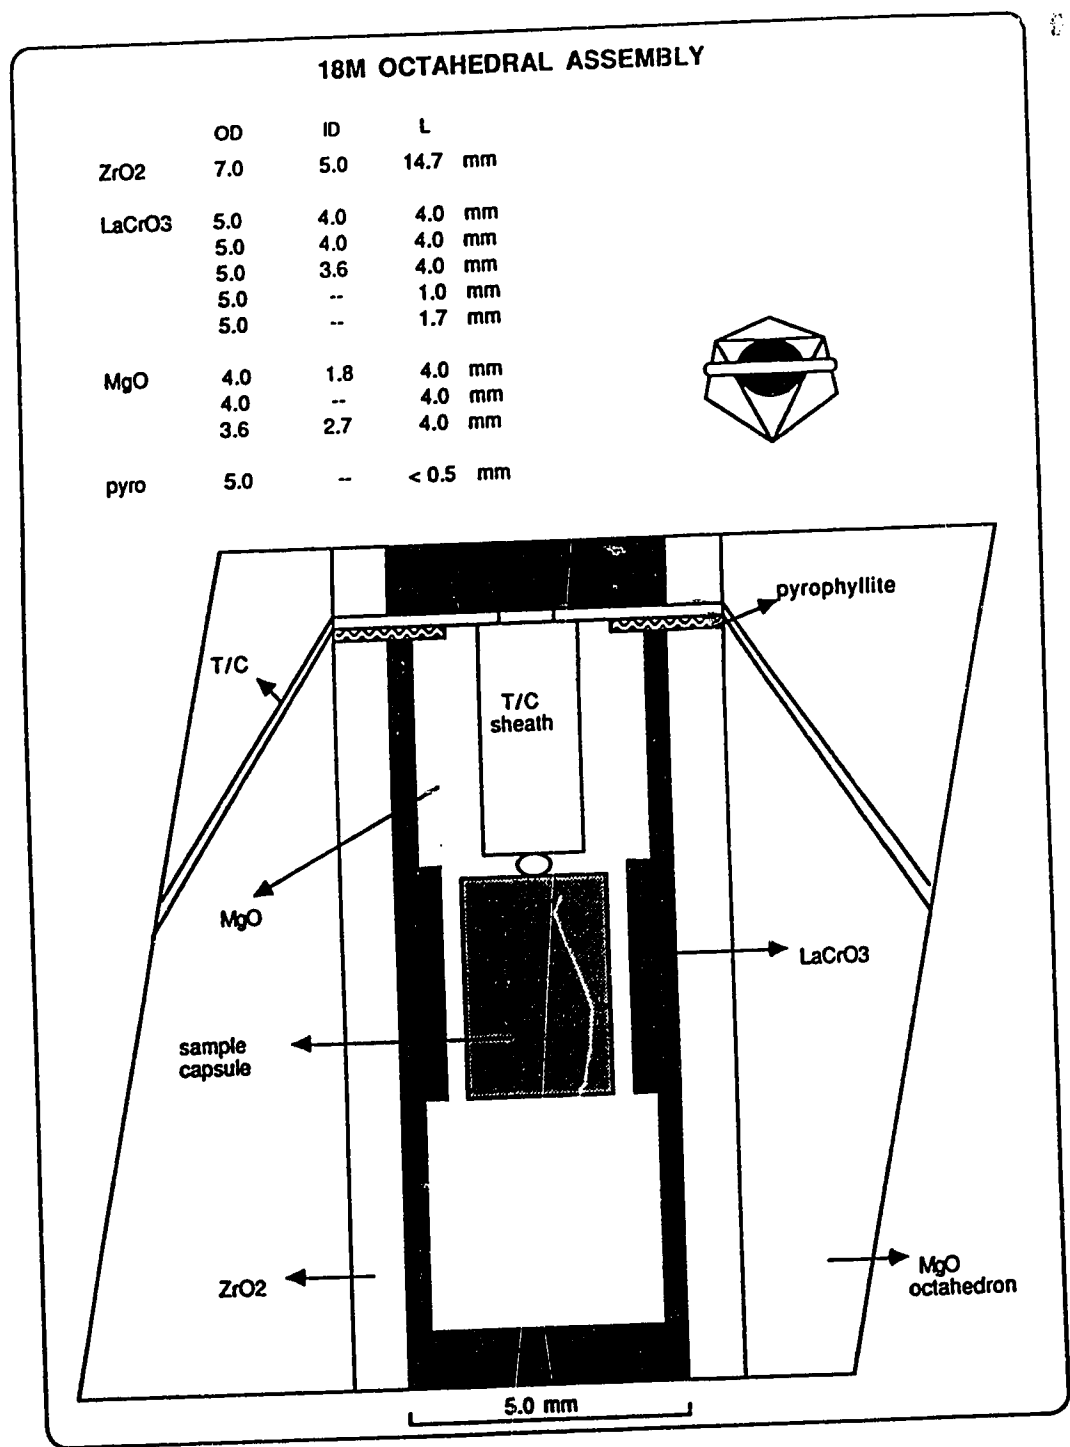 18M OCTAHEDRAL ASSEMBLY
OD ID L
ZrO2 7.0 5.0 14.7 mm
LaCrO3 5.0 4.0 4.0 mm
5.0 4.0 4.0 mm
5.0 3.6 4.0 mm
5.0 -- 1.0 mm
5.0 -- 1.7 mm
MgO 4.0 1.8 4.0 mm
4.0 -- 4.0 mm
3.6 2.7 4.0 mm
pyro 5.0 -- < 0.5 mm
pyrophyllite
T/C
T/C
sheath
MgO
LaCrO3
sample
capsule
ZrO2
MgO
octahedron
5.0 mm